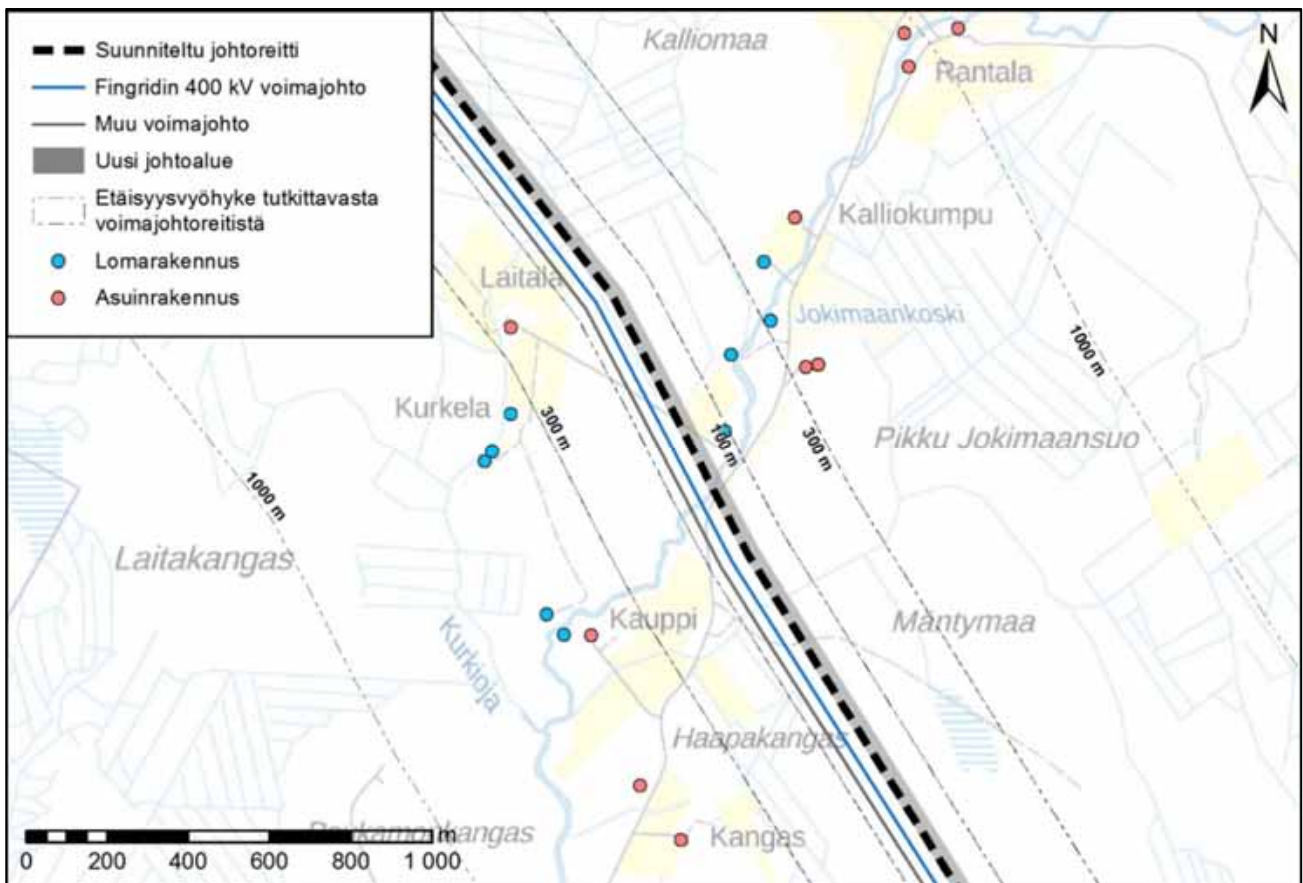 Suunniteltu johtoreitti
Fingridin 400 kV voimajohto
Muu voimajohto
Uusi johtoalue
Etäisyysvyöhyke tutkittavasta
voimajohtoreitistä
Lomarakennus
Asuinrakennus
Kalliomaa
N
Rantala
Kalliokumpu
Laitala
Jokimaankoski
1000 m
Kurkela
300 m
100 m
300 m
Pikku Jokimaansuo
1000 m
Laitakangas
Kauppi
Mäntymaa
Kurkioja
Haapakangas
Kangas
m
0 200 400 600 800 1 000